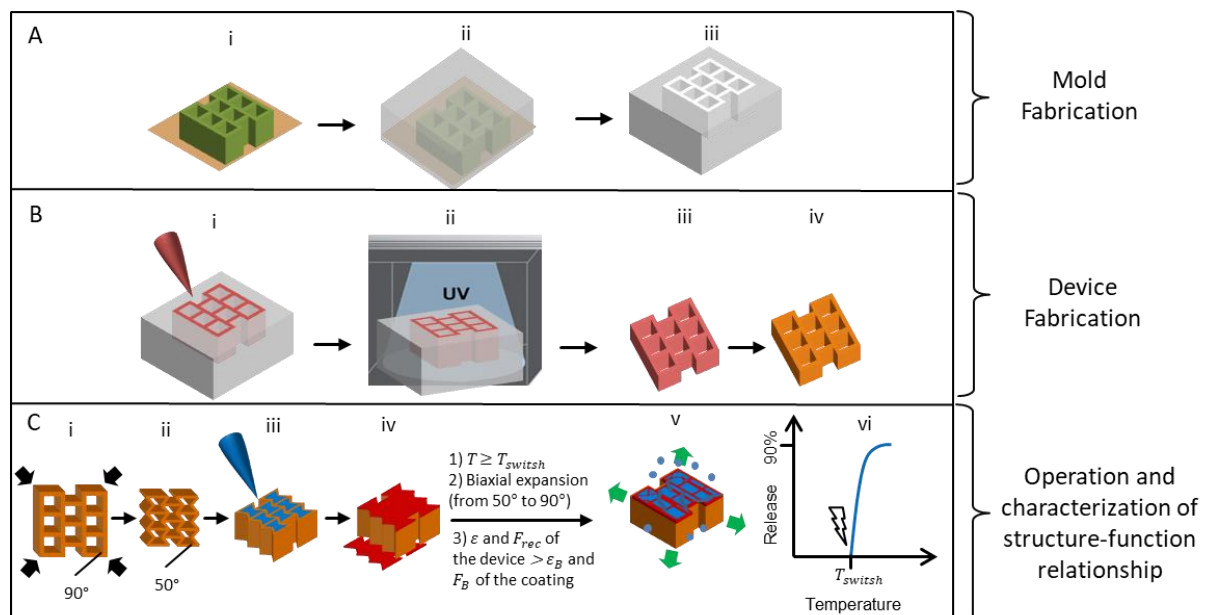 A
i
ii
iii
Mold
Fabrication
B
i
ii
iii
iv
UV
Device
Fabrication
C
i
ii
iii
iv
v
vi
90°
50°
1) T ≥ T_switsh
2) Biaxial expansion
(from 50° to 90°)
3) ε and F_rec of
the device > ε_B and
F_B of the coating
90%
Release
T_switsh
Temperature
Operation and
characterization of
structure-function
relationship